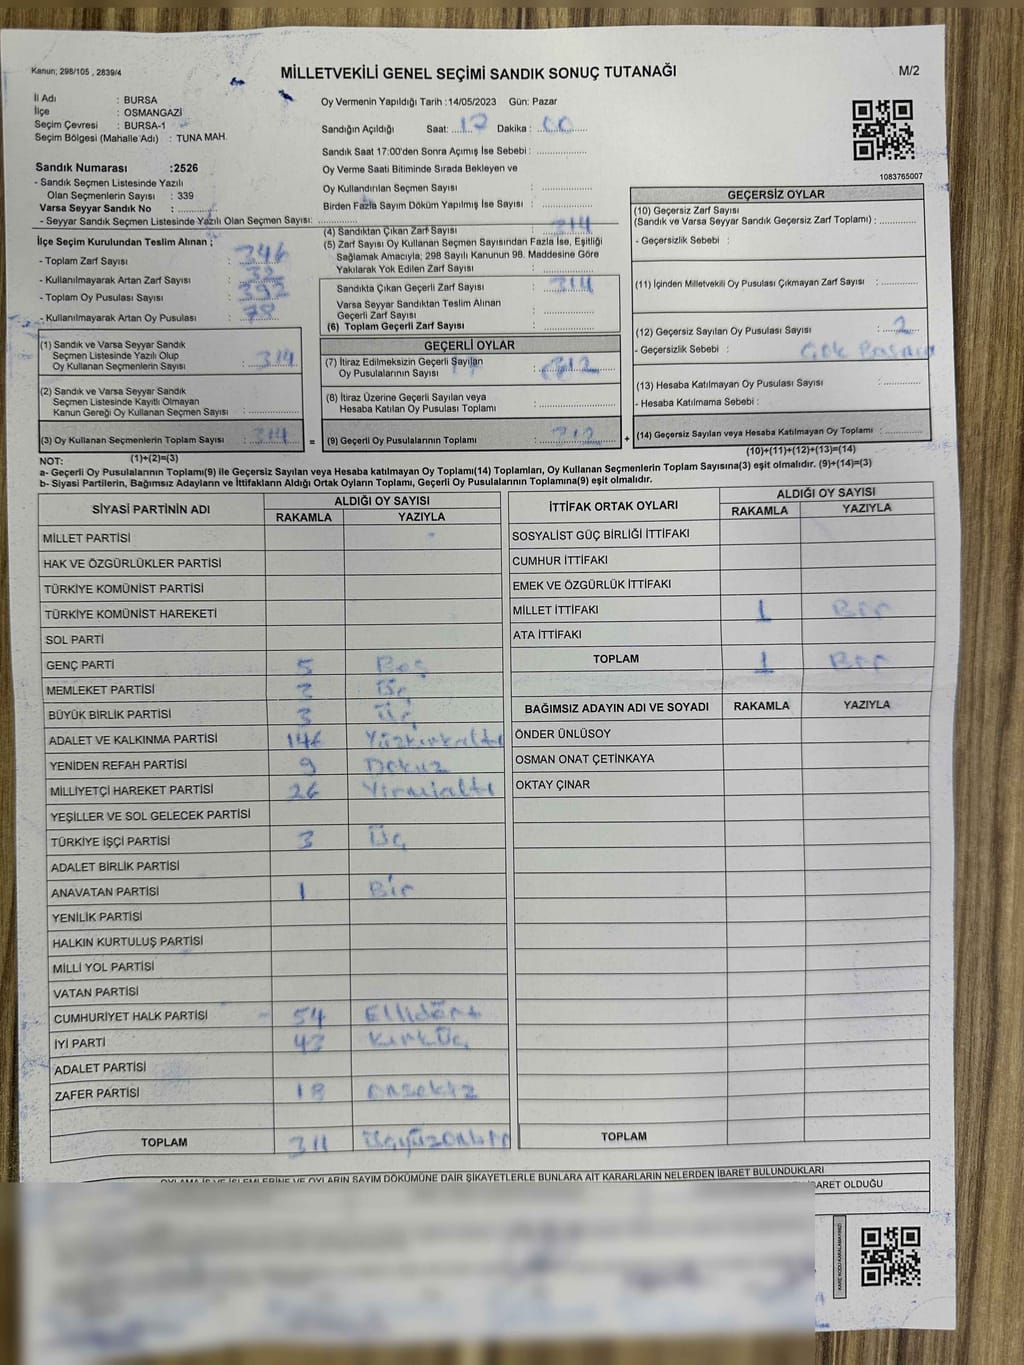 Kanun; 298/105 , 2839/4
MİLLETVEKİLİ GENEL SEÇİMİ SANDIK SONUÇ TUTANAĞI
M/2
İl Adı : BURSA
İlçe : OSMANGAZİ
Seçim Çevresi : BURSA-1
Seçim Bölgesi (Mahalle Adı) : TUNA MAH.
Sandık Numarası :2526
- Sandık Seçmen Listesinde Yazılı
Olan Seçmenlerin Sayısı : 339
Varsa Seyyar Sandık No :
- Seyyar Sandık Seçmen Listesinde Yazılı Olan Seçmen Sayısı:
İlçe Seçim Kurulundan Teslim Alınan ;
- Toplam Zarf Sayısı : 346
- Kullanılmayarak Artan Zarf Sayısı : 32
- Toplam Oy Pusulası Sayısı : 392
- Kullanılmayarak Artan Oy Pusulası : 78
(1) Sandık ve Varsa Seyyar Sandık
Seçmen Listesinde Yazılı Olup
Oy Kullanan Seçmenlerin Sayısı : 314
(2) Sandık ve Varsa Seyyar Sandık
Seçmen Listesinde Kayıtlı Olmayan
Kanun Gereği Oy Kullanan Seçmen Sayısı :
(3) Oy Kullanan Seçmenlerin Toplam Sayısı : 314
(1)+(2)=(3)
Oy Vermenin Yapıldığı Tarih :14/05/2023 Gün: Pazar
Sandığın Açıldığı Saat: 17 Dakika : 00
Sandık Saat 17:00'den Sonra Açımış İse Sebebi :
Oy Verme Saati Bitiminde Sırada Bekleyen ve
Oy Kullandırılan Seçmen Sayısı :
Birden Fazla Sayım Döküm Yapılmış İse Sayısı :
(4) Sandıktan Çıkan Zarf Sayısı : 314
(5) Zarf Sayısı Oy Kullanan Seçmen Sayısından Fazla İse, Eşitliği
Sağlamak Amacıyla; 298 Sayılı Kanunun 98. Maddesine Göre
Yakılarak Yok Edilen Zarf Sayısı :
Sandıkta Çıkan Geçerli Zarf Sayısı : 314
Varsa Seyyar Sandıktan Teslim Alınan
Geçerli Zarf Sayısı :
(6) Toplam Geçerli Zarf Sayısı :
GEÇERLİ OYLAR
(7) İtiraz Edilmeksizin Geçerli Sayılan
Oy Pusulalarının Sayısı : 312
(8) İtiraz Üzerine Geçerli Sayılan veya
Hesaba Katılan Oy Pusulası Toplamı :
= (9) Geçerli Oy Pusulalarının Toplamı : 312
1083765007
GEÇERSİZ OYLAR
(10) Geçersiz Zarf Sayısı
(Sandık ve Varsa Seyyar Sandık Geçersiz Zarf Toplamı) :
- Geçersizlik Sebebi :
(11) İçinden Milletvekili Oy Pusulası Çıkmayan Zarf Sayısı :
(12) Geçersiz Sayılan Oy Pusulası Sayısı : 2
- Geçersizlik Sebebi :
(13) Hesaba Katılmayan Oy Pusulası Sayısı :
- Hesaba Katılmama Sebebi :
+ (14) Geçersiz Sayılan veya Hesaba Katılmayan Oy Toplamı :
(10)+(11)+(12)+(13)=(14)
NOT:
a- Geçerli Oy Pusulalarının Toplamı(9) ile Geçersiz Sayılan veya Hesaba katılmayan Oy Toplamı(14) Toplamları, Oy Kullanan Seçmenlerin Toplam Sayısına(3) eşit olmalıdır. (9)+(14)=(3)
b- Siyasi Partilerin, Bağımsız Adayların ve İttifakların Aldığı Ortak Oyların Toplamı, Geçerli Oy Pusulalarının Toplamına(9) eşit olmalıdır.
SİYASİ PARTİNİN ADI ALDIĞI OY SAYISI
RAKAMLA YAZIYLA
MİLLET PARTİSİ
HAK VE ÖZGÜRLÜKLER PARTİSİ
TÜRKİYE KOMÜNİST PARTİSİ
TÜRKİYE KOMÜNİST HAREKETİ
SOL PARTİ
GENÇ PARTİ 5 Beş
MEMLEKET PARTİSİ 3 Üç
BÜYÜK BİRLİK PARTİSİ 3 Üç
ADALET VE KALKINMA PARTİSİ 146 Yüzkırkaltı
YENİDEN REFAH PARTİSİ 9 Dokuz
MİLLİYETÇİ HAREKET PARTİSİ 26 Yirmialtı
YEŞİLLER VE SOL GELECEK PARTİSİ
TÜRKİYE İŞÇİ PARTİSİ 3 Üç
ADALET BİRLİK PARTİSİ
ANAVATAN PARTİSİ 1 Bir
YENİLİK PARTİSİ
HALKIN KURTULUŞ PARTİSİ
MİLLİ YOL PARTİSİ
VATAN PARTİSİ
CUMHURİYET HALK PARTİSİ 54 Ellidört
İYİ PARTİ 43 Kırküç
ADALET PARTİSİ
ZAFER PARTİSİ 18 Onsekiz
TOPLAM 311 Üçyüzonbir
İTTİFAK ORTAK OYLARI ALDIĞI OY SAYISI
RAKAMLA YAZIYLA
SOSYALİST GÜÇ BİRLİĞİ İTTİFAKI
CUMHUR İTTİFAKI
EMEK VE ÖZGÜRLÜK İTTİFAKI
MİLLET İTTİFAKI 1 Bir
ATA İTTİFAKI
TOPLAM 1 Bir
BAĞIMSIZ ADAYIN ADI VE SOYADI RAKAMLA YAZIYLA
ÖNDER ÜNLÜSOY
OSMAN ONAT ÇETİNKAYA
OKTAY ÇINAR
TOPLAM
OYLAMA İŞ VE İŞLEMLERİNE VE OYLARIN SAYIM DÖKÜMÜNE DAİR ŞİKAYETLERLE BUNLARA AİT KARARLARIN NELERDEN İBARET BULUNDUKLARI
İBARET OLDUĞU